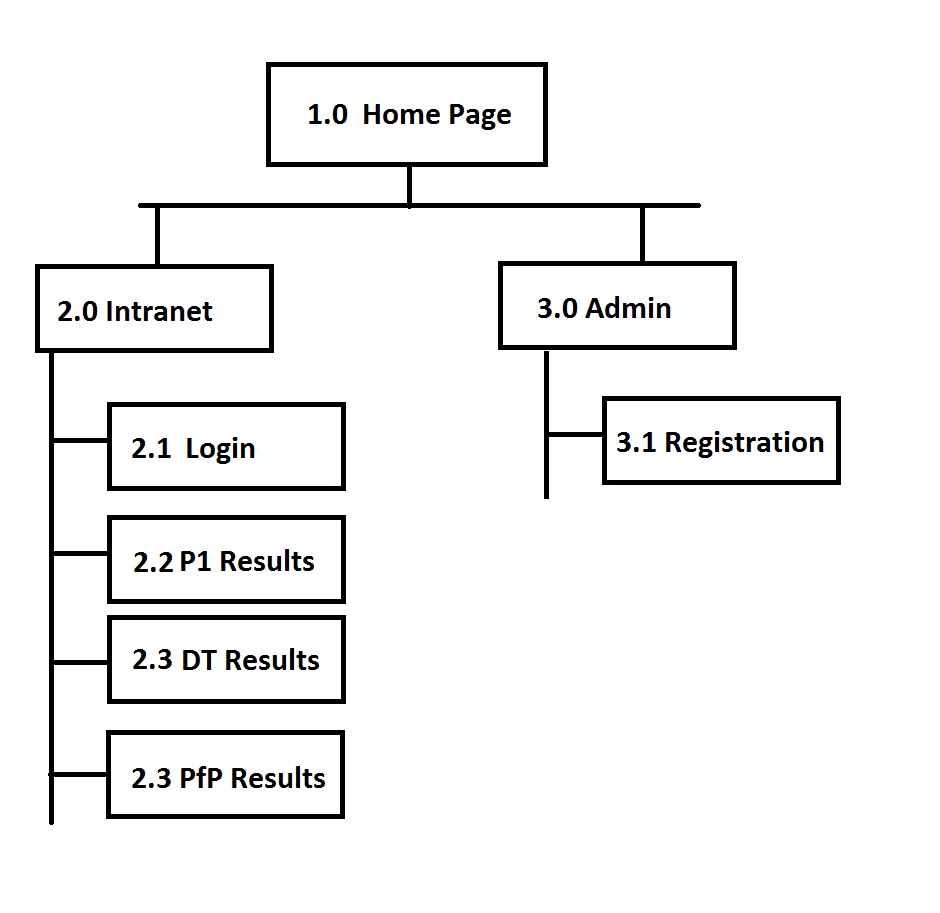 1.0 Home Page
2.0 Intranet
3.0 Admin
2.1 Login
3.1 Registration
2.2 P1 Results
2.3 DT Results
2.3 PfP Results